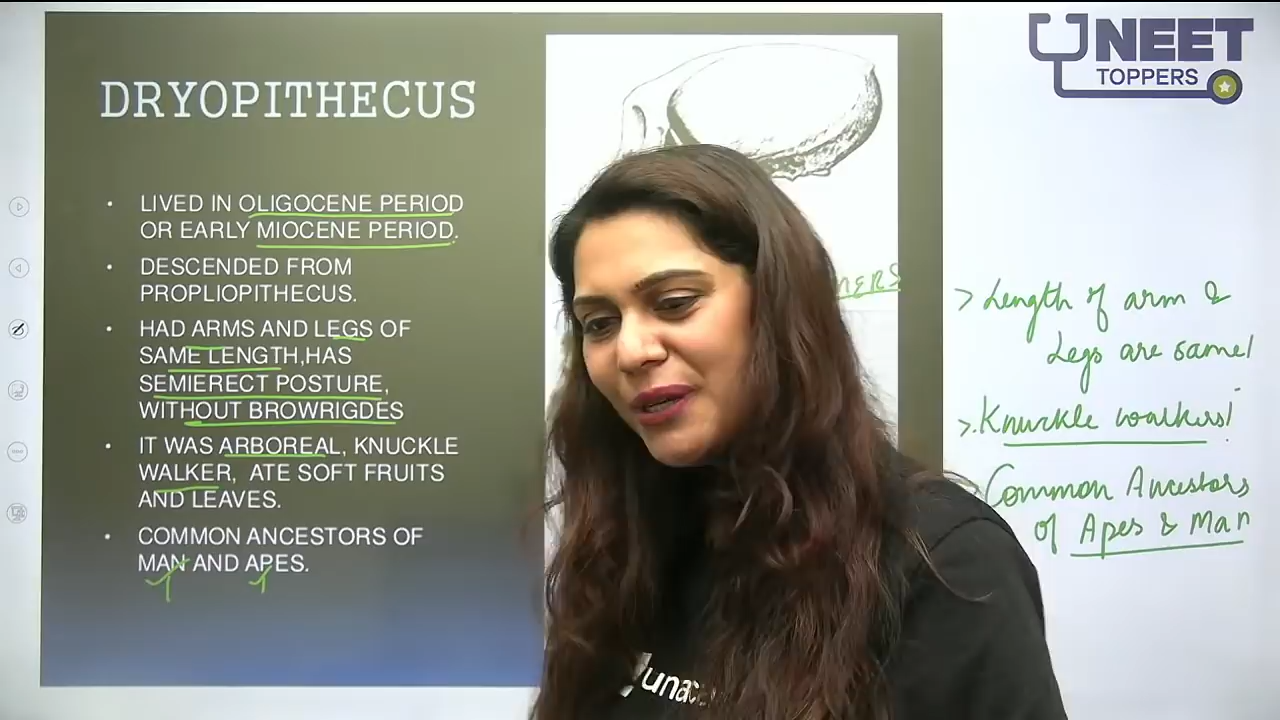 NEET
TOPPERS
DRYOPITHECUS
• LIVED IN OLIGOCENE PERIOD
OR EARLY MIOCENE PERIOD.
• DESCENDED FROM
PROPLIOPITHECUS.
• HAD ARMS AND LEGS OF
SAME LENGTH,HAS
SEMIERECT POSTURE,
WITHOUT BROWRIGDES
• IT WAS ARBOREAL, KNUCKLE
WALKER, ATE SOFT FRUITS
AND LEAVES.
• COMMON ANCESTORS OF
MAN AND APES.
> Length of arm &
Legs are same!
>. Knuckle walkers!
Common Ancestors
of Apes & Man